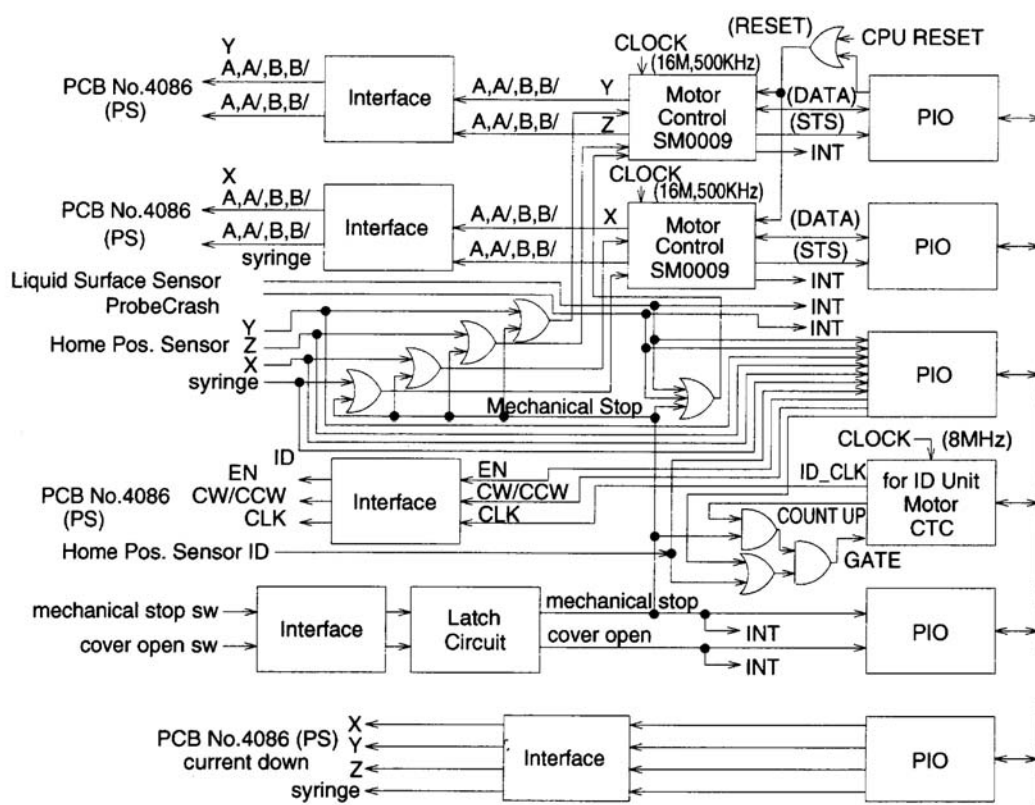 (RESET)
CPU RESET
CLOCK
(16M,500KHz)
Y
A,A/,B,B/
PCB No.4086
(PS)
A,A/,B,B/
Interface
A,A/,B,B/
Y
A,A/,B,B/
Z
Motor
Control
SM0009
(DATA)
(STS)
INT
PIO
CLOCK
(16M,500KHz)
X
A,A/,B,B/
PCB No.4086
(PS)
A,A/,B,B/
syringe
Interface
A,A/,B,B/
X
A,A/,B,B/
Motor
Control
SM0009
(DATA)
(STS)
INT
PIO
Liquid Surface Sensor
INT
ProbeCrash
INT
Y
Home Pos. Sensor Z
X
syringe
PIO
Mechanical Stop
CLOCK
(8MHz)
ID
EN
CW/CCW
CLK
PCB No.4086
(PS)
Interface
EN
CW/CCW
CLK
ID_CLK
for ID Unit
Motor
CTC
COUNT UP
GATE
Home Pos. Sensor ID
mechanical stop sw
cover open sw
Interface
Latch
Circuit
mechanical stop
INT
cover open
INT
PIO
PCB No.4086 (PS)
current down
X
Y
Z
syringe
Interface
PIO